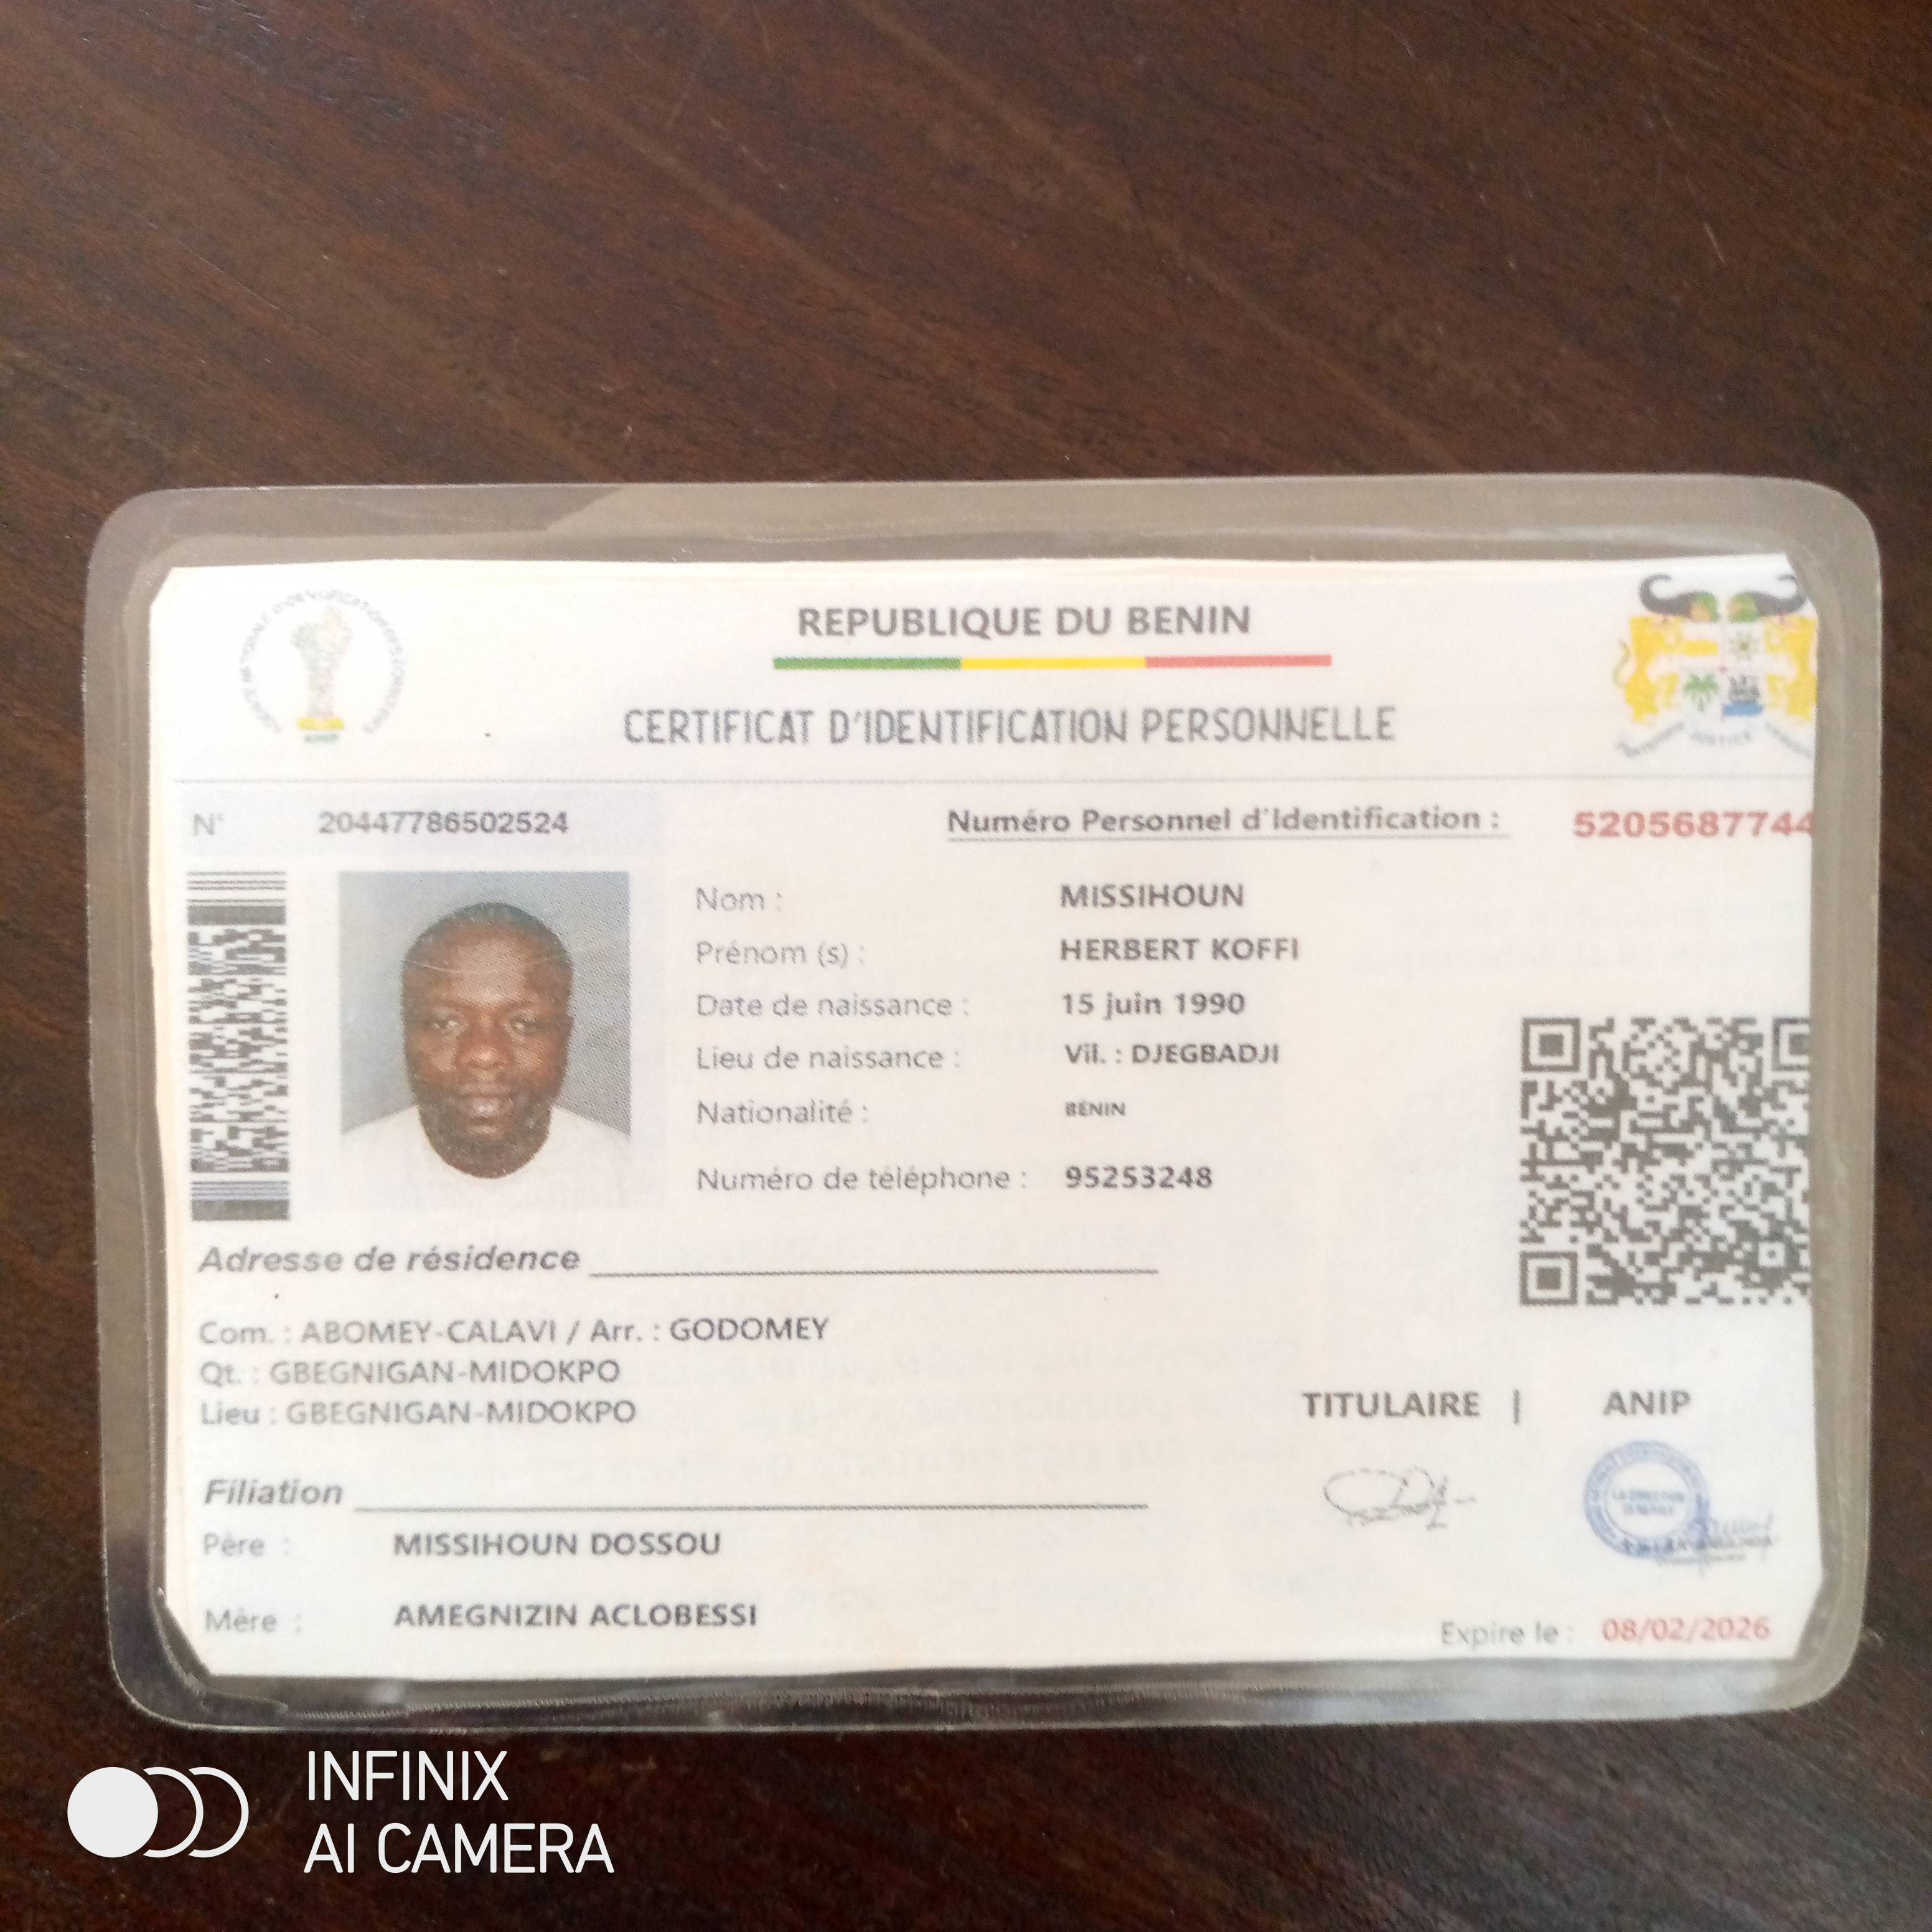 REPUBLIQUE DU BENIN
CERTIFICAT D'IDENTIFICATION PERSONNELLE
N° 20447786502524
Numéro Personnel d'Identification : 5205687744
Nom : MISSIHOUN
Prénom (s) : HERBERT KOFFI
Date de naissance : 15 juin 1990
Lieu de naissance : Vil. : DJEGBADJI
Nationalité : BENIN
Numéro de téléphone : 95253248
Adresse de résidence
Com. : ABOMEY-CALAVI / Arr. : GODOMEY
Qt. : GBEGNIGAN-MIDOKPO
Lieu : GBEGNIGAN-MIDOKPO
TITULAIRE | ANIP
Filiation
Père : MISSIHOUN DOSSOU
Mère : AMEGNIZIN ACLOBESSI
Expire le : 08/02/2026
INFINIX
AI CAMERA